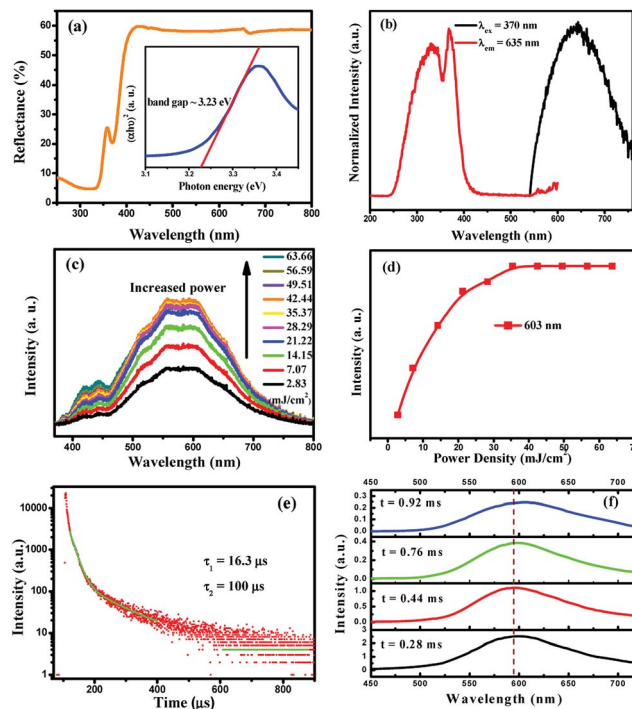 (a)
60
50
40
30
20
10
0
Reflectance (%)
300 400 500 600 700 800
Wavelength (nm)
(αhυ)² (a. u.)
band gap ~ 3.23 eV
3.1 3.2 3.3 3.4
Photon energy (eV)
(b)
λex = 370 nm
λem = 635 nm
Normalized Intensity (a. u.)
200 300 400 500 600 700
Wavelength (nm)
(c)
Increased power
63.66
56.59
49.51
42.44
35.37
28.29
21.22
14.15
7.07
2.83
(mJ/cm²)
Intensity (a. u.)
400 500 600 700 800
Wavelength (nm)
(d)
603 nm
Intensity (a. u.)
0 10 20 30 40 50 60 70
Power Density (mJ/cm²)
(e)
10000
1000
100
10
1
τ1 = 16.3 μs
τ2 = 100 μs
Intensity (a.u.)
200 400 600 800
Time (μs)
450 500 550 600 650 700
(f)
t = 0.92 ms
0.3
0.2
0.1
0.0
t = 0.76 ms
0.4
0.2
0.0
t = 0.44 ms
1.0
0.5
0.0
t = 0.28 ms
3
2
1
0
Intensity (a.u.)
450 500 550 600 650 700
Wavelength (nm)